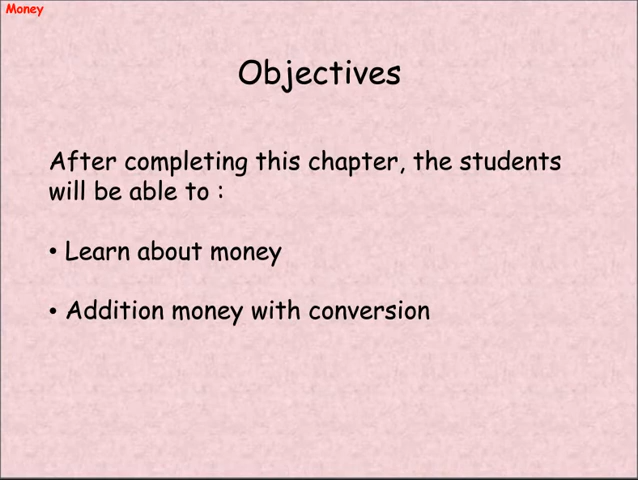 Money
Objectives
After completing this chapter, the students
will be able to :
• Learn about money
• Addition money with conversion